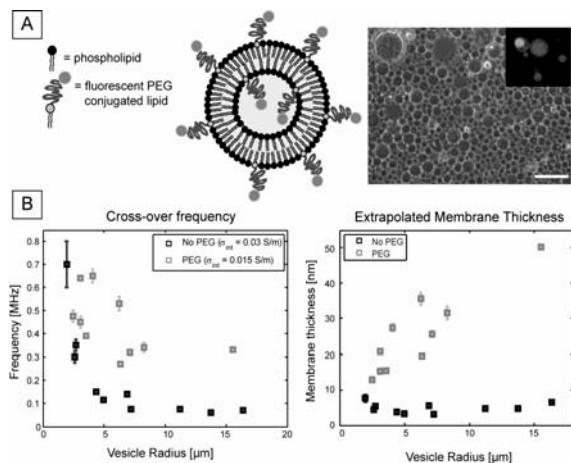 A
= phospholipid
= fluorescent PEG
conjugated lipid
B
Cross-over frequency
No PEG (σint = 0.03 S/m)
PEG (σint = 0.015 S/m)
0.8
0.7
0.6
0.5
0.4
0.3
0.2
0.1
0
Frequency [MHz]
0 5 10 15 20
Vesicle Radius [µm]
Extrapolated Membrane Thickness
No PEG
PEG
50
40
30
20
10
0
Membrane thickness [nm]
0 5 10 15
Vesicle Radius [µm]